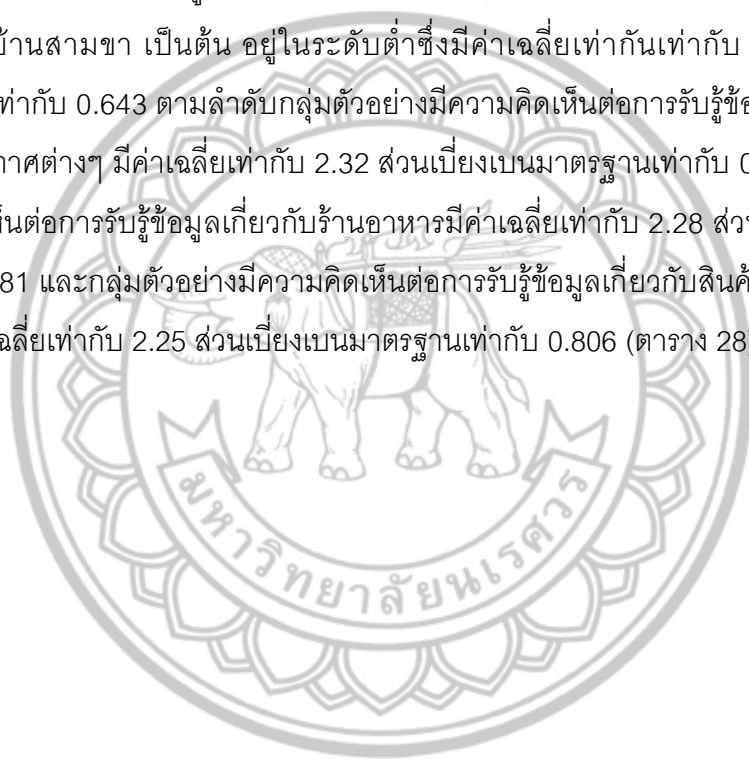 บ้านสามขา เป็นต้น อยู่ในระดับต่ำซึ่งมีค่าเฉลี่ยเท่ากันเท่ากับ
ท่ากับ 0.643 ตามลำดับกลุ่มตัวอย่างมีความคิดเห็นต่อการรับรู้ข้อ
กาศต่างๆ มีค่าเฉลี่ยเท่ากับ 2.32 ส่วนเบี่ยงเบนมาตรฐานเท่ากับ 0
ห็นต่อการรับรู้ข้อมูลเกี่ยวกับร้านอาหารมีค่าเฉลี่ยเท่ากับ 2.28 ส่วน
81 และกลุ่มตัวอย่างมีความคิดเห็นต่อการรับรู้ข้อมูลเกี่ยวกับสินค้
ฉลี่ยเท่ากับ 2.25 ส่วนเบี่ยงเบนมาตรฐานเท่ากับ 0.806 (ตาราง 28)
มหาวิทยาลัยนเรศวร